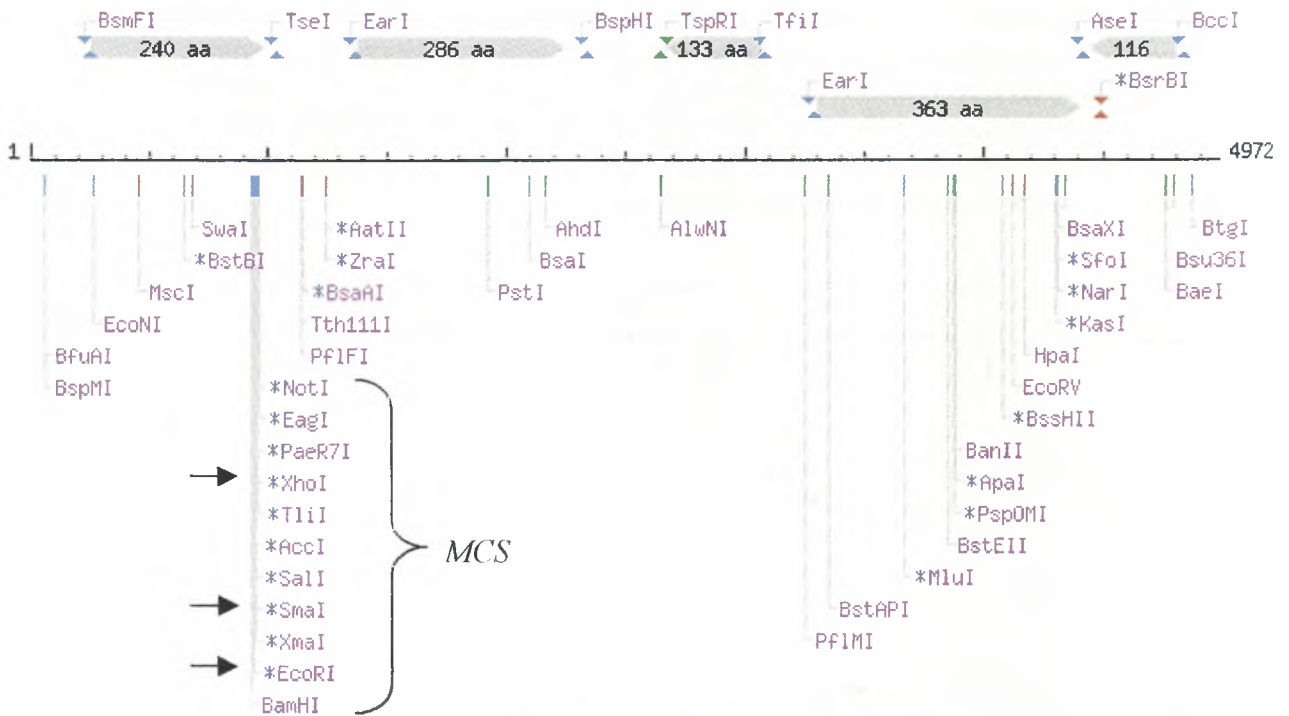 BsmFI TseI EarI BspHI TspRI TfiI AseI BccI
240 aa 286 aa 133 aa 116
EarI *BsrBI
363 aa
1 4972
SwaI *AatII AhdI AlwNI BsaXI BtgI
*BstBI *ZraI BsaI *SfoI Bsu36I
MscI *BsaAI PstI *NarI BaeI
EcoNI Tth111I *KasI
BfuAI PflFI HpaI
BspMI *NotI EcoRV
*EagI *BssHII
*PaeR7I BanII
*XhoI *ApaI
*TliI *PspOMI
*AccI MCS BstEII
*SalI *MluI
*SmaI BstAPI
*XmaI PflMI
*EcoRI
BamHI